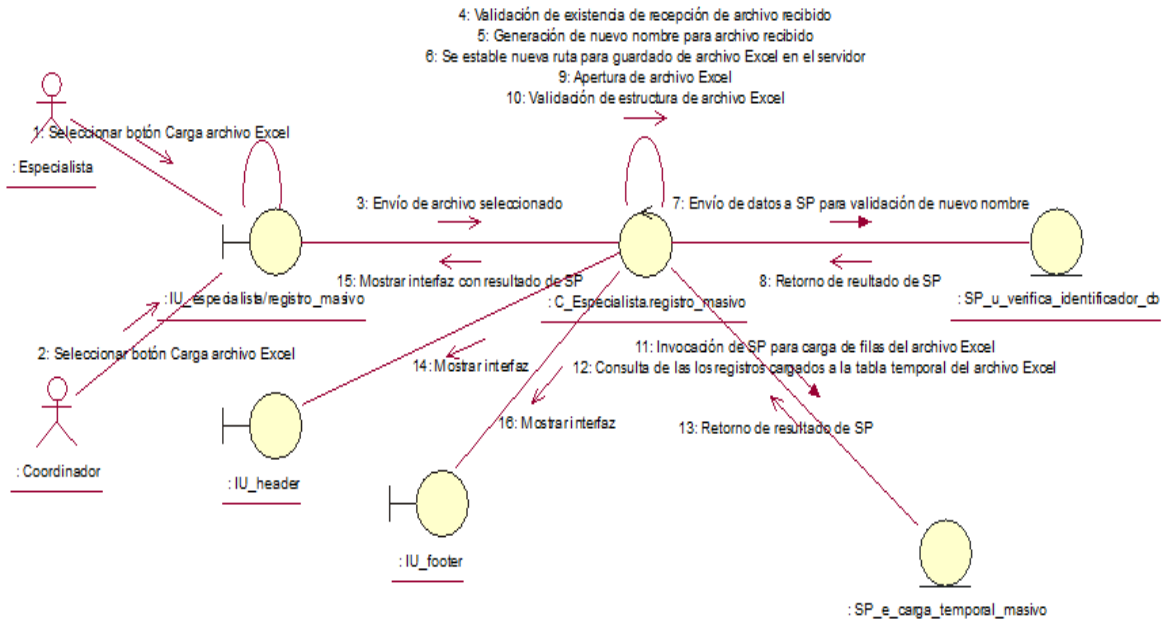 4: Validación de existencia de recepción de archivo recibido
5: Generación de nuevo nombre para archivo recibido
6: Se estable nueva ruta para guardado de archivo Excel en el servidor
9: Apertura de archivo Excel
10: Validación de estructura de archivo Excel
1: Seleccionar botón Carga archivo Excel
: Especialista
3: Envío de archivo seleccionado
7: Envío de datos a SP para validación de nuevo nombre
15: Mostrar interfaz con resultado de SP
8: Retorno de reultado de SP
: IU_especialista/registro_masivo
: C_Especialista.registro_masivo
: SP_u_verifica_identificador_cb
2: Seleccionar botón Carga archivo Excel
11: Invocación de SP para carga de filas del archivo Excel
14: Mostrar interfaz
12: Consulta de las los registros cargados a la tabla temporal del archivo Excel
16: Mostrar interfaz
13: Retorno de resultado de SP
: Coordinador
: IU_header
: IU_footer
: SP_e_carga_temporal_masivo